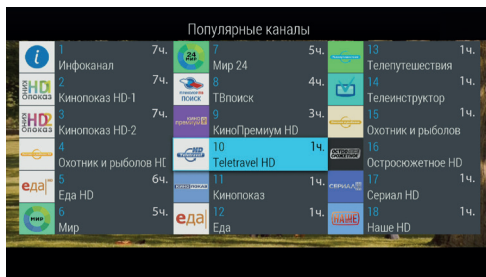 Популярные каналы
1 7ч.
Инфоканал
2 7ч.
Кинопоказ HD-1
3 7ч.
Кинопоказ HD-2
4
Охотник и рыболов HD
5 6ч.
Еда HD
6 5ч.
Мир
7 5ч.
Мир 24
8 4ч.
ТВпоиск
9 3ч.
КиноПремиум HD
10 1ч.
Teletravel HD
11 1ч.
Кинопоказ
12 1ч.
Еда
13 1ч.
Телепутешествия
14 1ч.
Телеинструктор
15 1ч.
Охотник и рыболов
16
Остросюжетное HD
17 1ч.
Сериал HD
18 1ч.
Наше HD